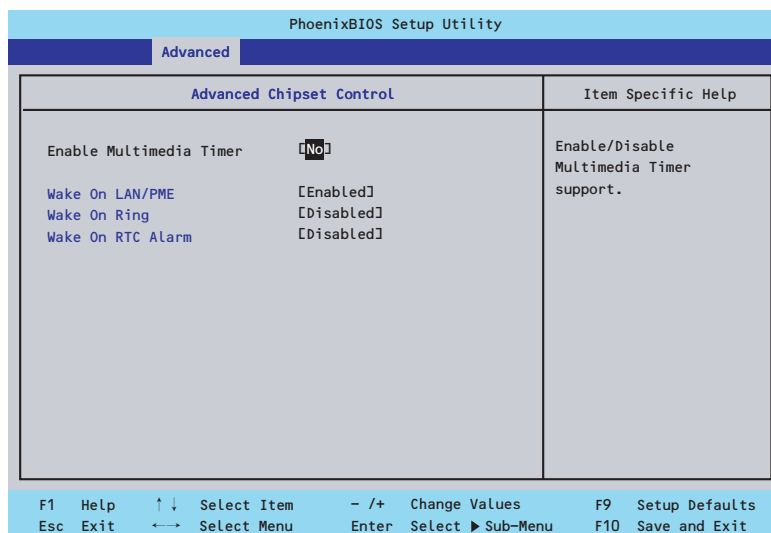 PhoenixBIOS Setup Utility
Advanced
Advanced Chipset Control
Item Specific Help
Enable Multimedia Timer [No]
Enable/Disable
Multimedia Timer
support.
Wake On LAN/PME [Enabled]
Wake On Ring [Disabled]
Wake On RTC Alarm [Disabled]
F1 Help ↑↓ Select Item – /+ Change Values F9 Setup Defaults
Esc Exit ←→ Select Menu Enter Select ▶ Sub–Menu F10 Save and Exit